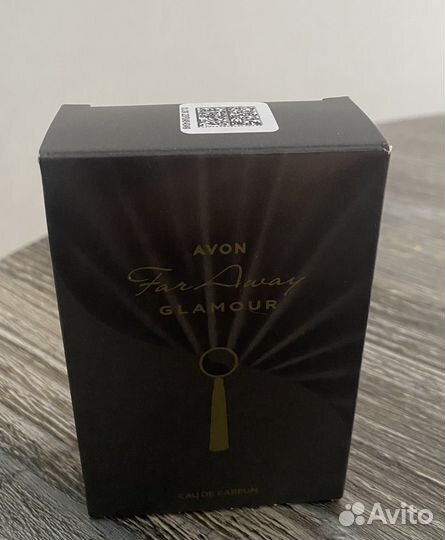 AVON
Far Away
GLAMOUR
EAU DE PARFUM
Avito